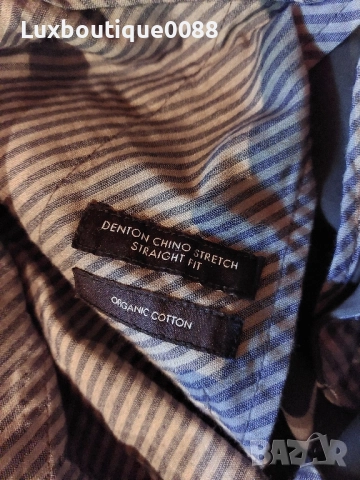 Luxboutique0088
DENTON CHINO STRETCH
STRAIGHT FIT
ORGANIC COTTON
BAZAR